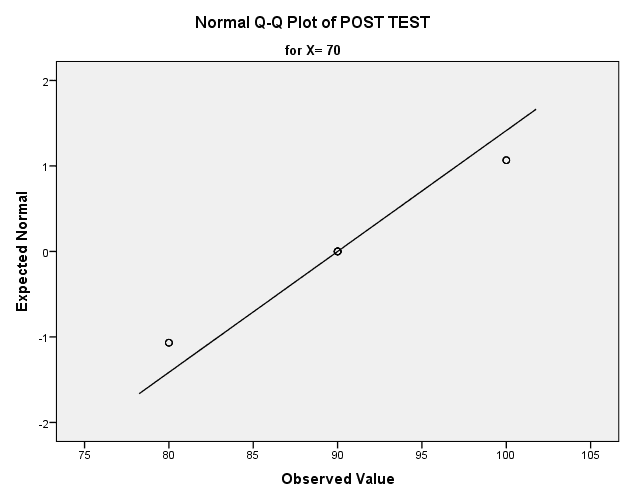 Normal Q-Q Plot of POST TEST
for X= 70
Expected Normal
2
1
0
-1
-2
75 80 85 90 95 100 105
Observed Value